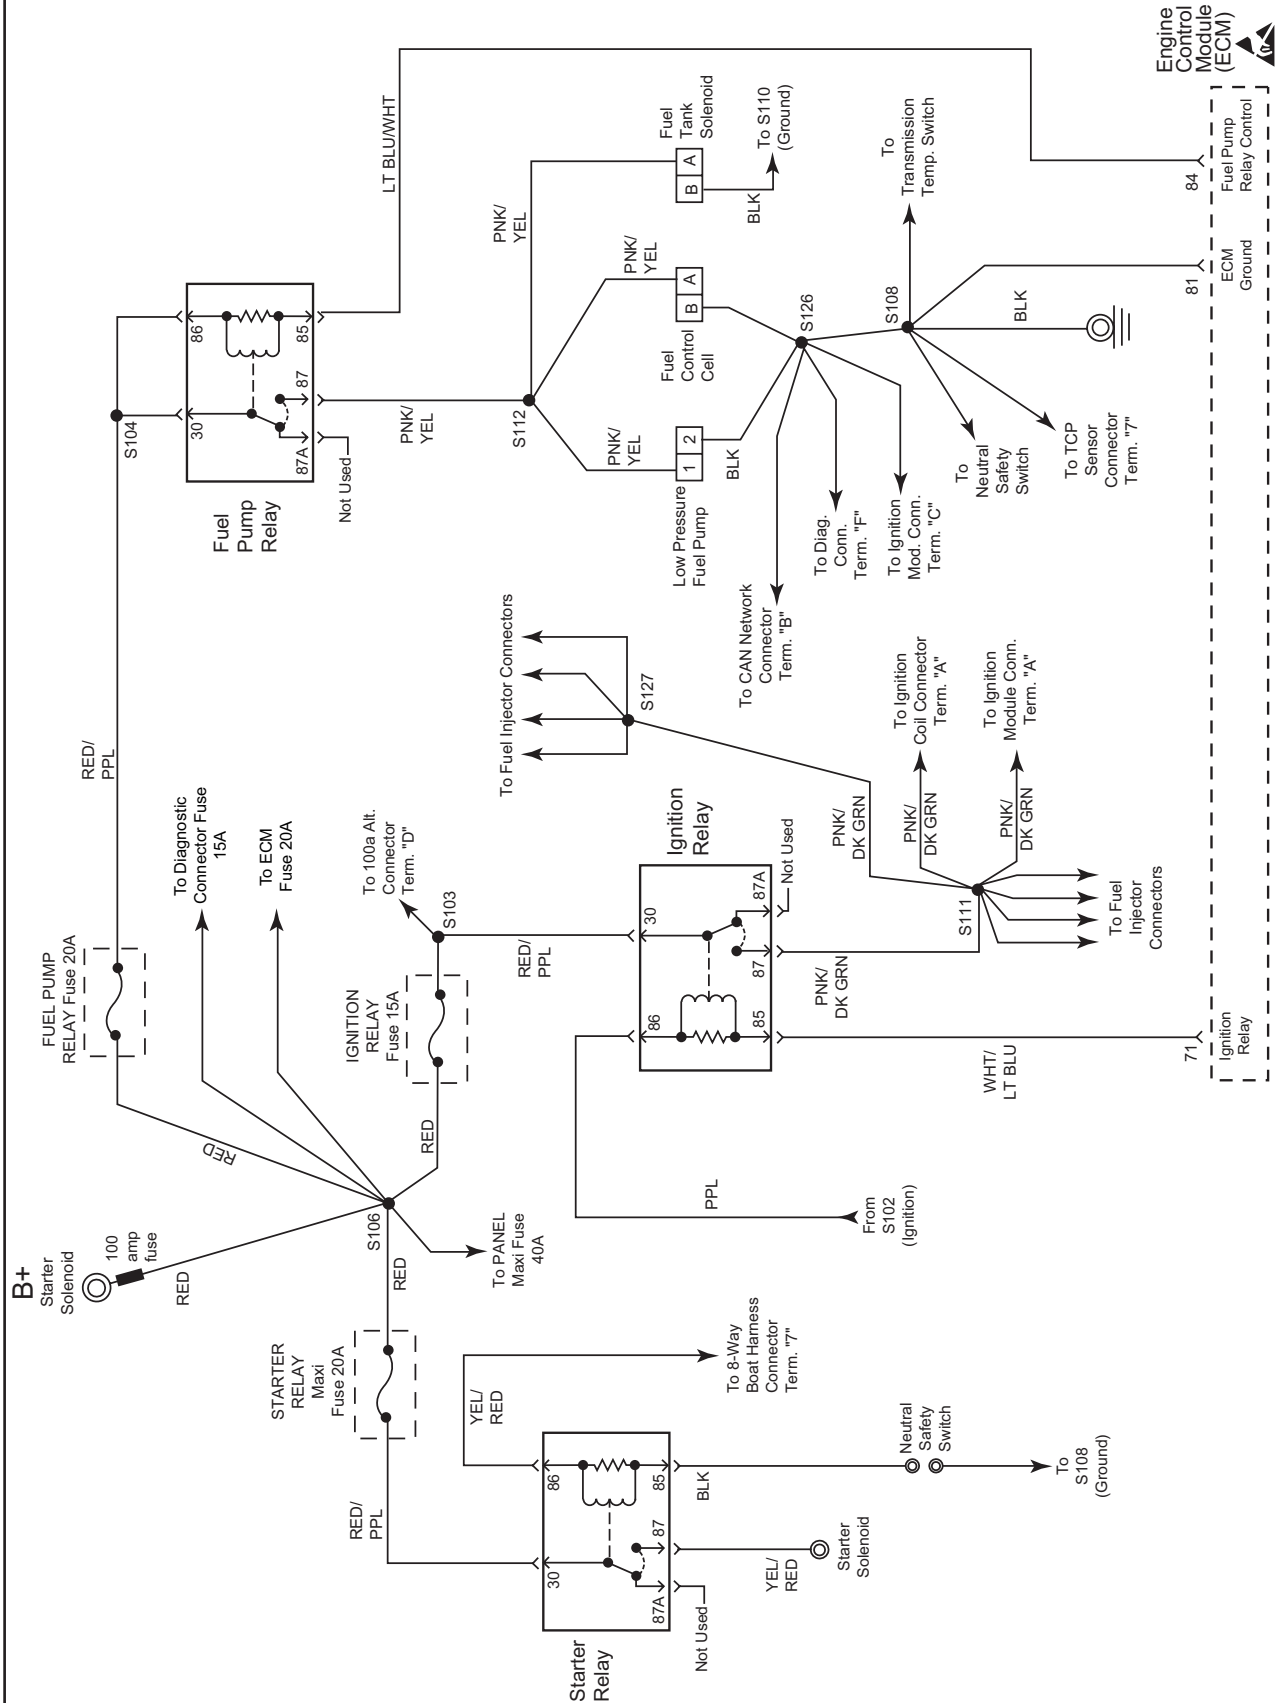 B+
Starter
Solenoid
100
amp
fuse
RED
S106
RED
FUEL PUMP
RELAY Fuse 20A
RED/
PPL
S104
30
86
85
87
87A
Not Used
Fuel
Pump
Relay
LT BLU/WHT
PNK/
YEL
S112
PNK/
YEL
PNK/
YEL
PNK/
YEL
Fuel
Tank
Solenoid
A
B
BLK
To S110
(Ground)
Fuel
Control
Cell
A
B
Low Pressure
Fuel Pump
1
2
BLK
S126
To CAN Network
Connector
Term. "B"
To Diag.
Conn.
Term. "F"
To Ignition
Mod. Conn.
Term. "C"
S108
To
Transmission
Temp. Switch
BLK
To
Neutral
Safety
Switch
To TCP
Sensor
Connector
Term. "7"
To Diagnostic
Connector Fuse
15A
To ECM
Fuse 20A
RED
IGNITION
RELAY
Fuse 15A
S103
To 100a Alt.
Connector
Term. "D"
RED/
PPL
Ignition
Relay
30
86
85
87
87A
Not Used
PPL
From
S102
(Ignition)
PNK/
DK GRN
S111
PNK/
DK GRN
S127
To Fuel Injector Connectors
PNK/
DK GRN
To Ignition
Coil Connector
Term. "A"
PNK/
DK GRN
To Ignition
Module Conn.
Term. "A"
To Fuel
Injector
Connectors
WHT/
LT BLU
To PANEL
Maxi Fuse
40A
RED
STARTER
RELAY
Maxi
Fuse 20A
RED/
PPL
YEL/
RED
To 8-Way
Boat Harness
Connector
Term. "7"
Starter
Relay
30
86
85
87
87A
Not Used
YEL/
RED
Starter
Solenoid
BLK
Neutral
Safety
Switch
To
S108
(Ground)
71
Ignition
Relay
81
ECM
Ground
84
Fuel Pump
Relay Control
Engine
Control
Module
(ECM)